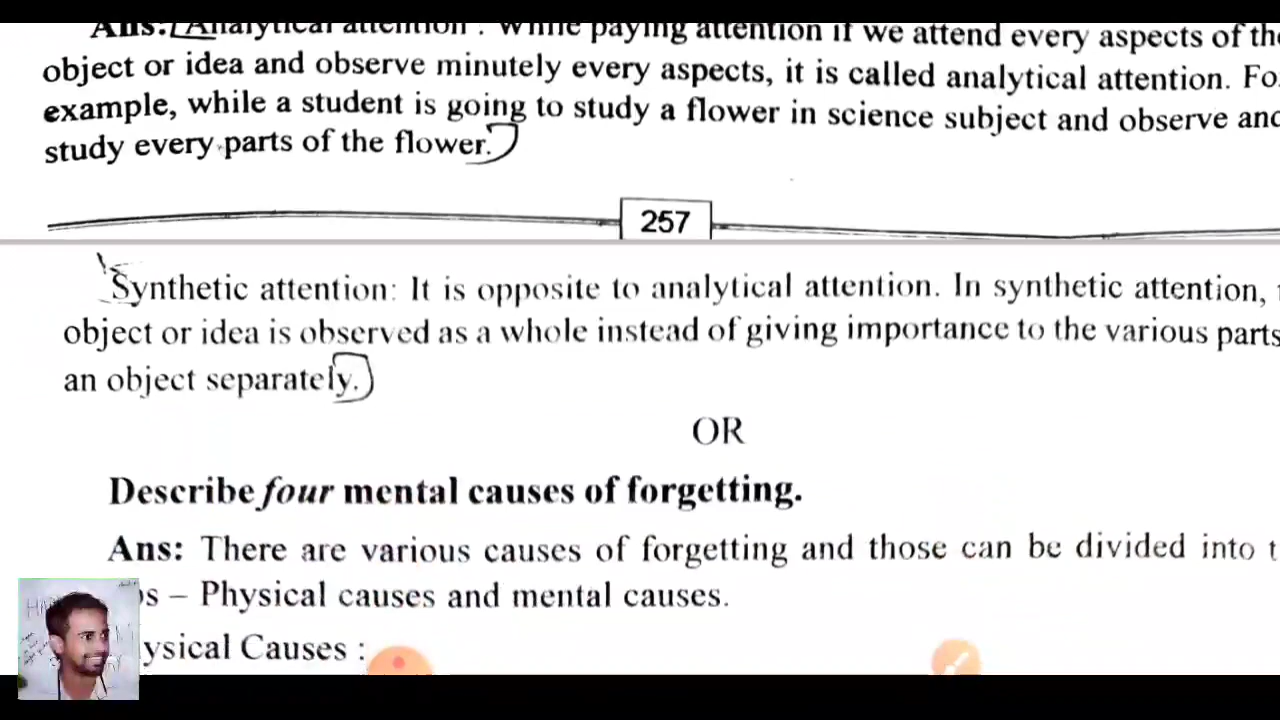 Ans: Analytical attention : While paying attention if we attend every aspects of the
object or idea and observe minutely every aspects, it is called analytical attention. Fo
example, while a student is going to study a flower in science subject and observe and
study every parts of the flower.
257
Synthetic attention: It is opposite to analytical attention. In synthetic attention,
object or idea is observed as a whole instead of giving importance to the various parts
an object separately.
OR
Describe four mental causes of forgetting.
Ans: There are various causes of forgetting and those can be divided into t
s – Physical causes and mental causes.
ysical Causes :